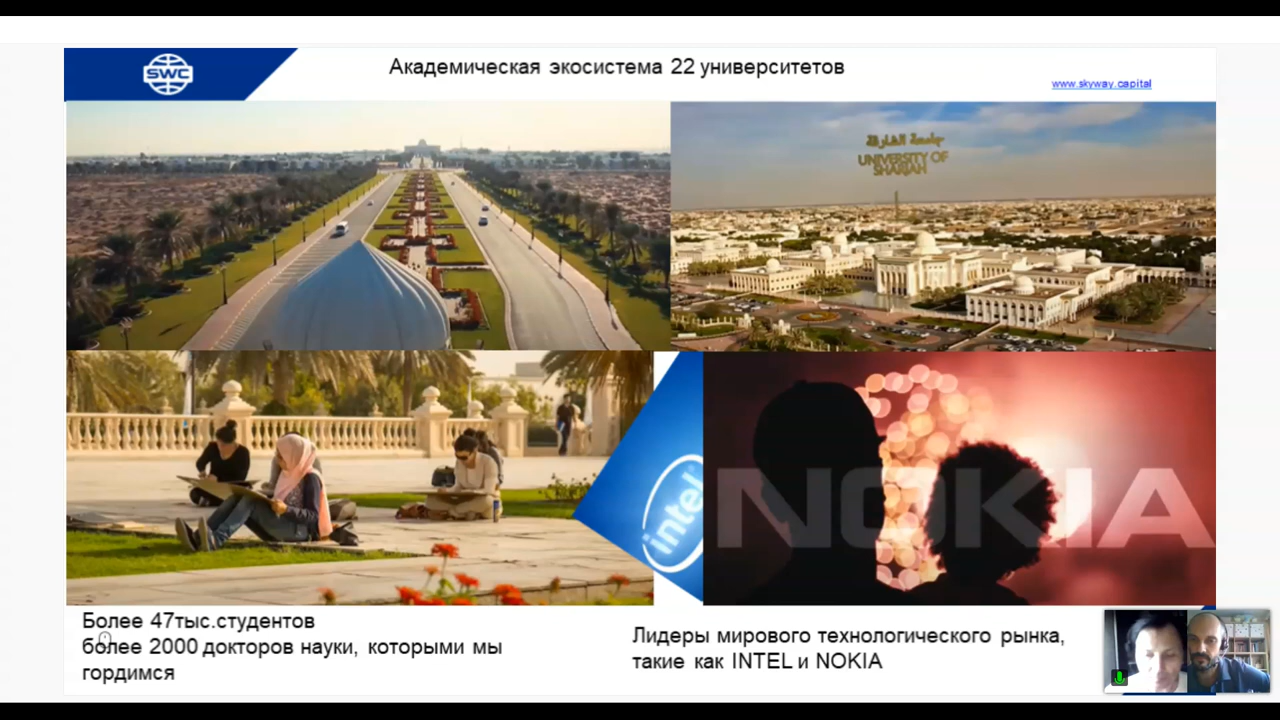 SWC
Академическая экосистема 22 университетов
www.skyway.capital
جامعة الشارقة
UNIVERSITY OF
SHARJAH
intel
NOKIA
Более 47тыс.студентов
более 2000 докторов науки, которыми мы
гордимся
Лидеры мирового технологического рынка,
такие как INTEL и NOKIA